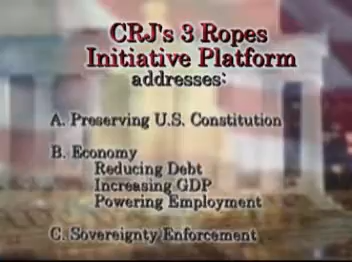 CRJ's 3 Ropes
Initiative Platform
addresses:
A. Preserving U.S. Constitution
B. Economy
Reducing Debt
Increasing GDP
Powering Employment
C. Sovereignty Enforcement